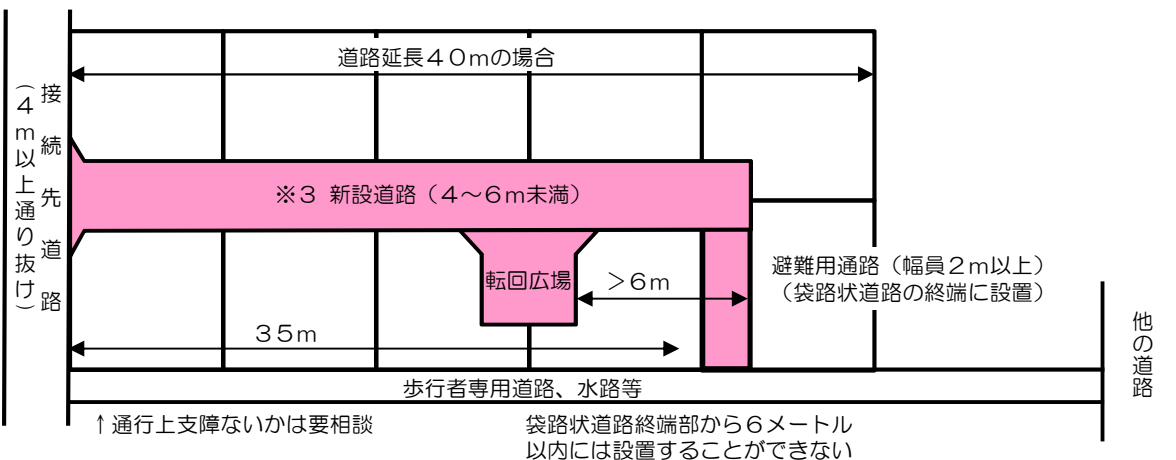 道路延長４０ｍの場合
接続先道路
（４ｍ以上通り抜け）
※３ 新設道路（４～６ｍ未満）
転回広場
＞６ｍ
避難用通路（幅員２ｍ以上）
（袋路状道路の終端に設置）
３５ｍ
他の道路
歩行者専用道路、水路等
↑通行上支障ないかは要相談
袋路状道路終端部から６メートル
以内には設置することができない